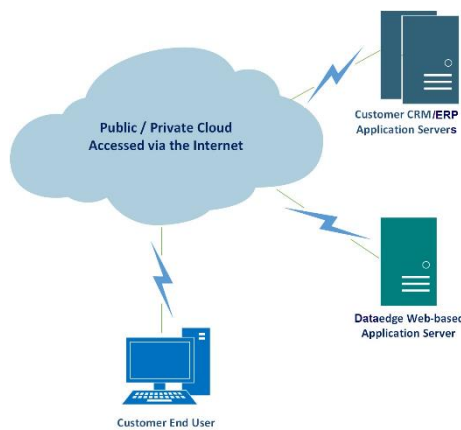 Public / Private Cloud
Accessed via the Internet
Customer CRM/ERP
Application Servers
Dataedge Web-based
Application Server
Customer End User